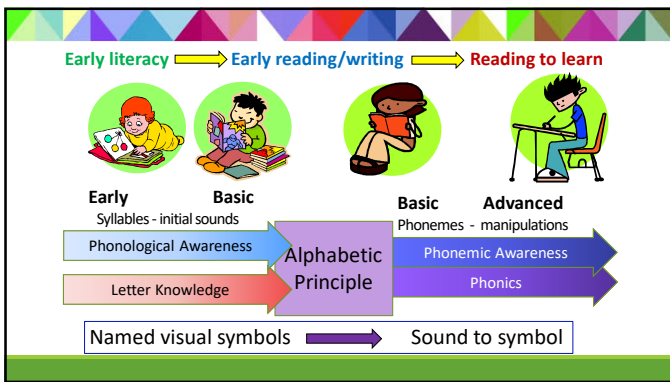 Early literacy Early reading/writing Reading to learn
Early Basic Basic Advanced
Syllables - initial sounds Phonemes - manipulations
Phonological Awareness
Letter Knowledge
Alphabetic
Principle
Phonemic Awareness
Phonics
Named visual symbols Sound to symbol